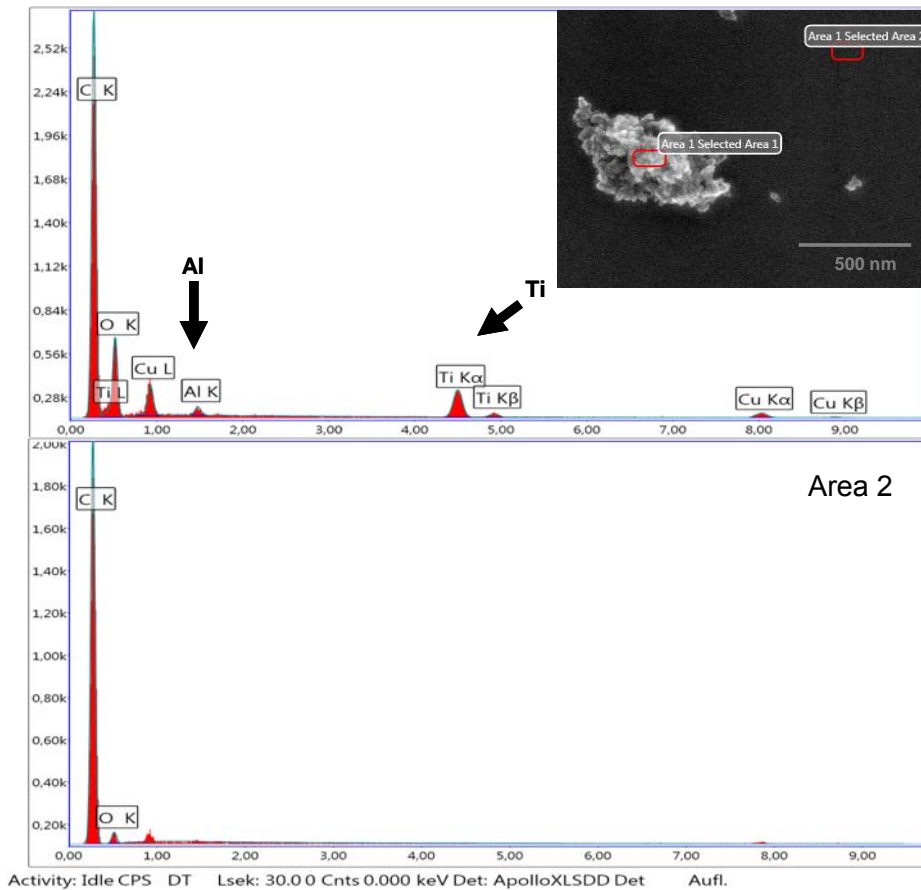 2,52k
2,24k
1,96k
1,68k
1,40k
1,12k
0,84k
0,56k
0,28k
C K
O K
Ti L
Cu L
Al
Al K
Ti
Ti Kα
Ti Kβ
Cu Kα
Cu Kβ
0,00 1,00 2,00 3,00 4,00 5,00 6,00 7,00 8,00 9,00
Area 1 Selected Area 2
Area 1 Selected Area 1
500 nm
2,00k
1,80k
1,60k
1,40k
1,20k
1,00k
0,80k
0,60k
0,40k
0,20k
C K
O K
Area 2
0,00 1,00 2,00 3,00 4,00 5,00 6,00 7,00 8,00 9,00
Activity: Idle CPS DT Lsek: 30.0 0 Cnts 0.000 keV Det: ApolloXLSDD Det Aufl.